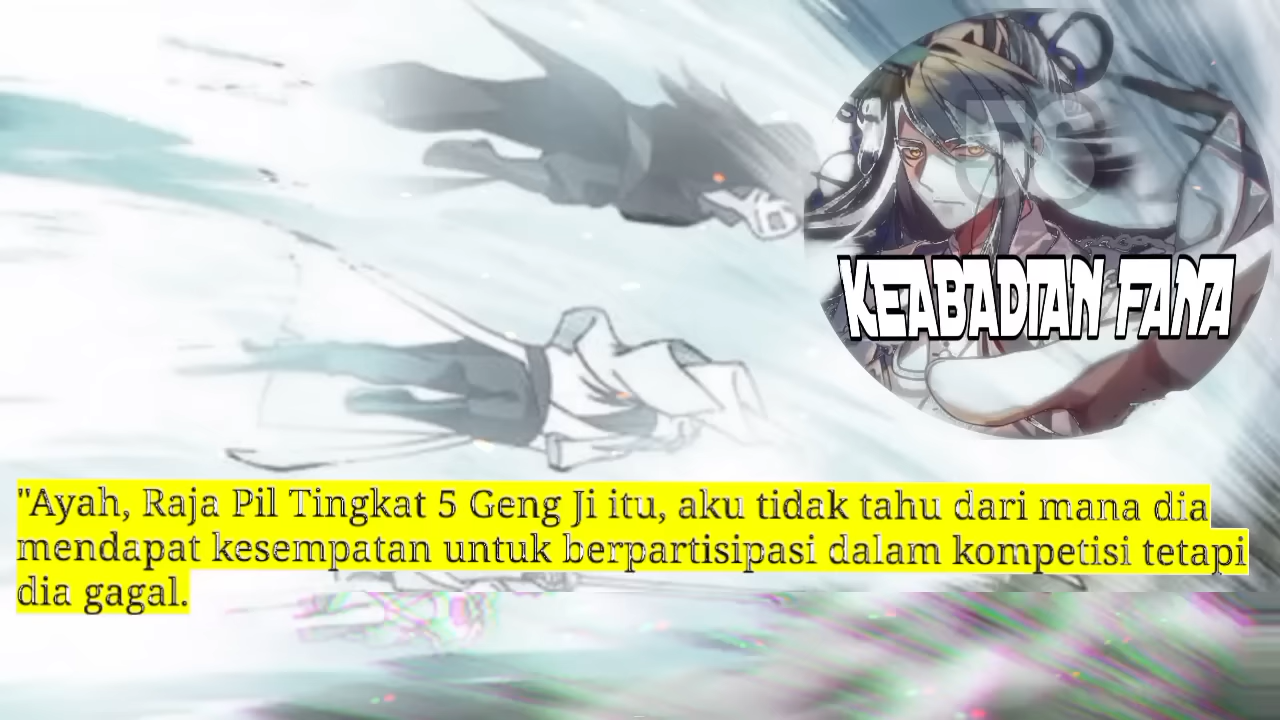 KEABADIAN FANA
"Ayah, Raja Pil Tingkat 5 Geng Ji itu, aku tidak tahu dari mana dia
mendapat kesempatan untuk berpartisipasi dalam kompetisi tetapi
dia gagal.